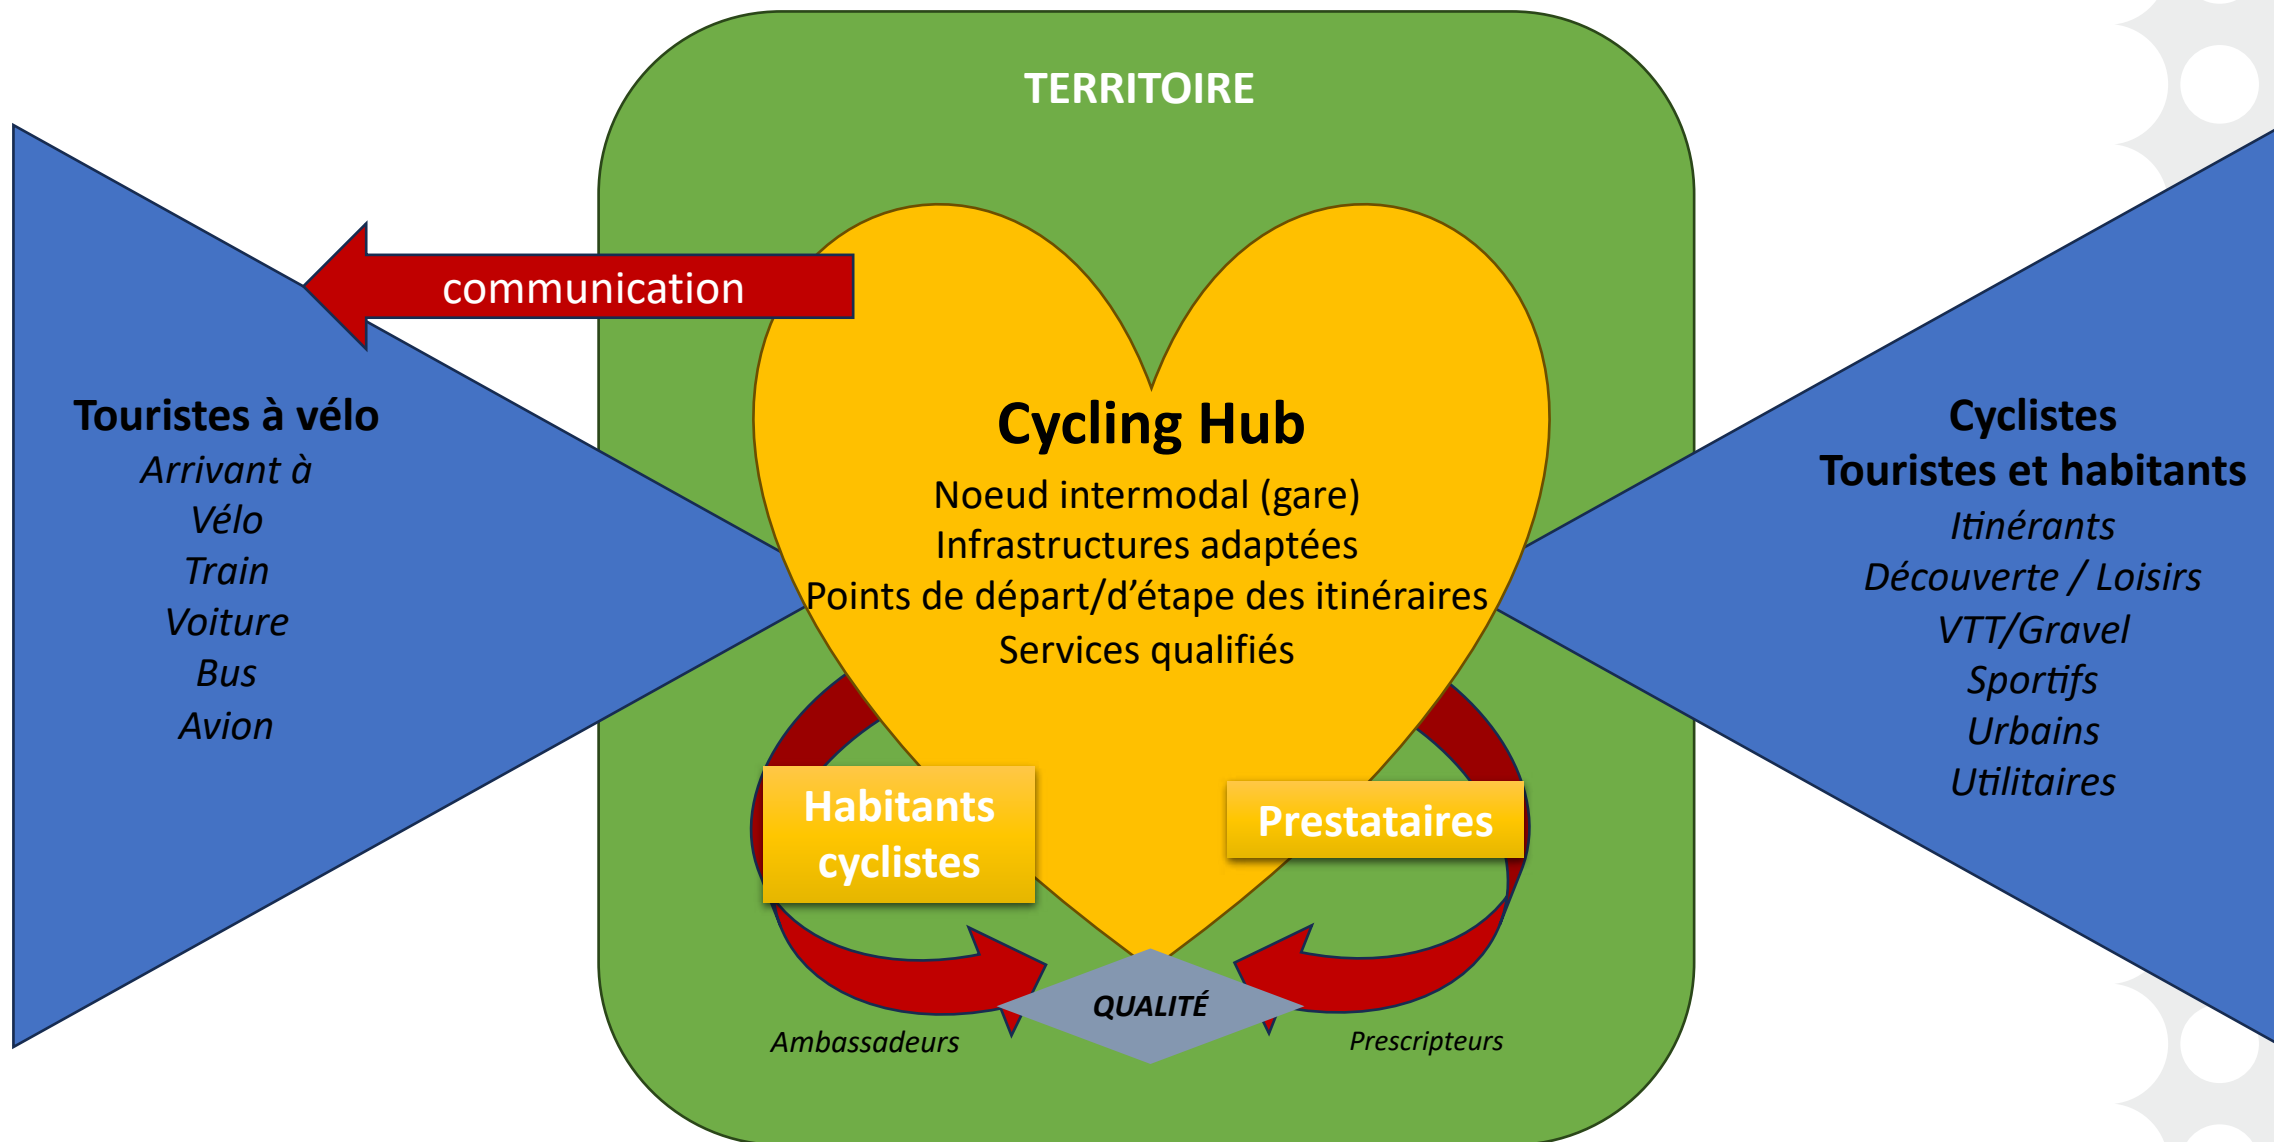 TERRITOIRE
communication
Touristes à vélo
Arrivant à
Vélo
Train
Voiture
Bus
Avion
Cycling Hub
Noeud intermodal (gare)
Infrastructures adaptées
Points de départ/d’étape des itinéraires
Services qualifiés
Cyclistes
Touristes et habitants
Itinérants
Découverte / Loisirs
VTT/Gravel
Sportifs
Urbains
Utilitaires
Habitants
cyclistes
Prestataires
QUALITÉ
Ambassadeurs
Prescripteurs